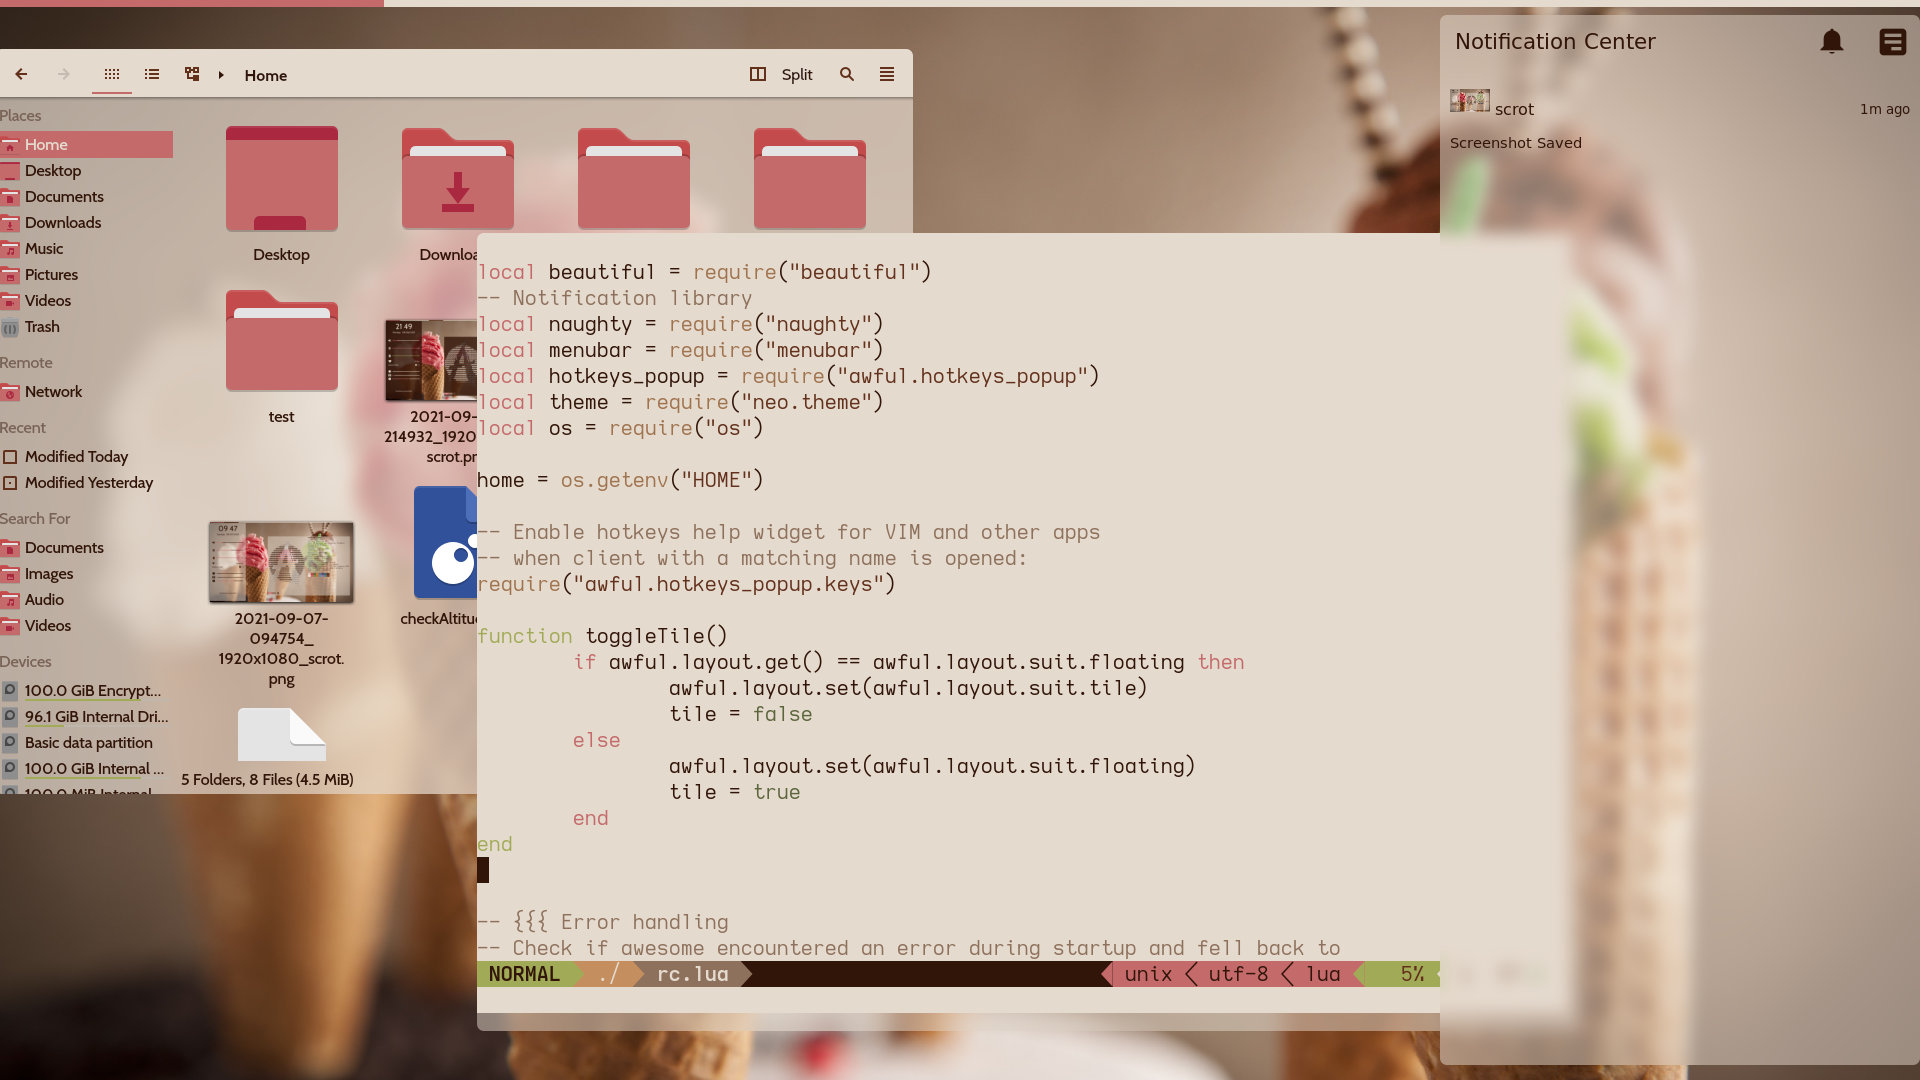 Home
Split
Places
Home
Desktop
Documents
Downloads
Music
Pictures
Videos
Trash
Remote
Network
Recent
Modified Today
Modified Yesterday
Search For
Documents
Images
Audio
Videos
Devices
100.0 GiB Encrypt...
96.1 GiB Internal Dri...
Basic data partition
100.0 GiB Internal ...
100.0 MiB Internal
Desktop
Downloa
test
21 49
2021-09-
214932_1920
scrot.pn
09 47
2021-09-07-
094754_
1920x1080_scrot.
png
checkAltitud
5 Folders, 8 Files (4.5 MiB)
local beautiful = require("beautiful")
-- Notification library
local naughty = require("naughty")
local menubar = require("menubar")
local hotkeys_popup = require("awful.hotkeys_popup")
local theme = require("neo.theme")
local os = require("os")
home = os.getenv("HOME")
-- Enable hotkeys help widget for VIM and other apps
-- when client with a matching name is opened:
require("awful.hotkeys_popup.keys")
function toggleTile()
if awful.layout.get() == awful.layout.suit.floating then
awful.layout.set(awful.layout.suit.tile)
tile = false
else
awful.layout.set(awful.layout.suit.floating)
tile = true
end
end
-- {{{ Error handling
-- Check if awesome encountered an error during startup and fell back to
NORMAL ./ rc.lua unix utf-8 lua 5%
Notification Center
scrot 1m ago
Screenshot Saved